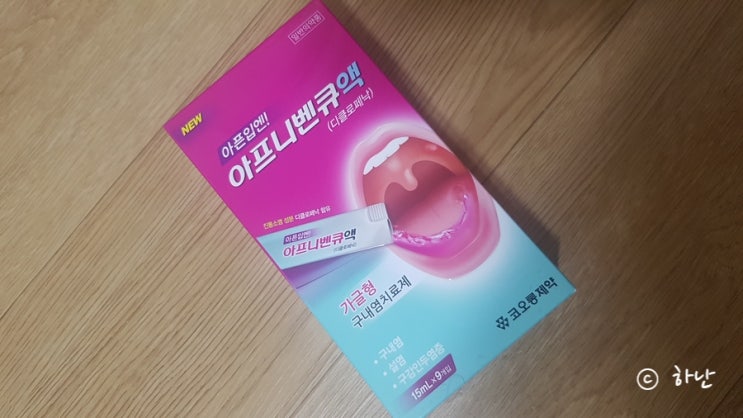 일반의약품
NEW
아픈입엔!
아프니벤큐액
(디클로페낙)
진통소염 성분 디클로페낙 함유
아픈입엔!
아프니벤큐액
(디클로페낙)
가글형
구내염치료제
• 구내염
• 설염
• 구강인두염증
15mL×9개입
코오롱제약
© 하난